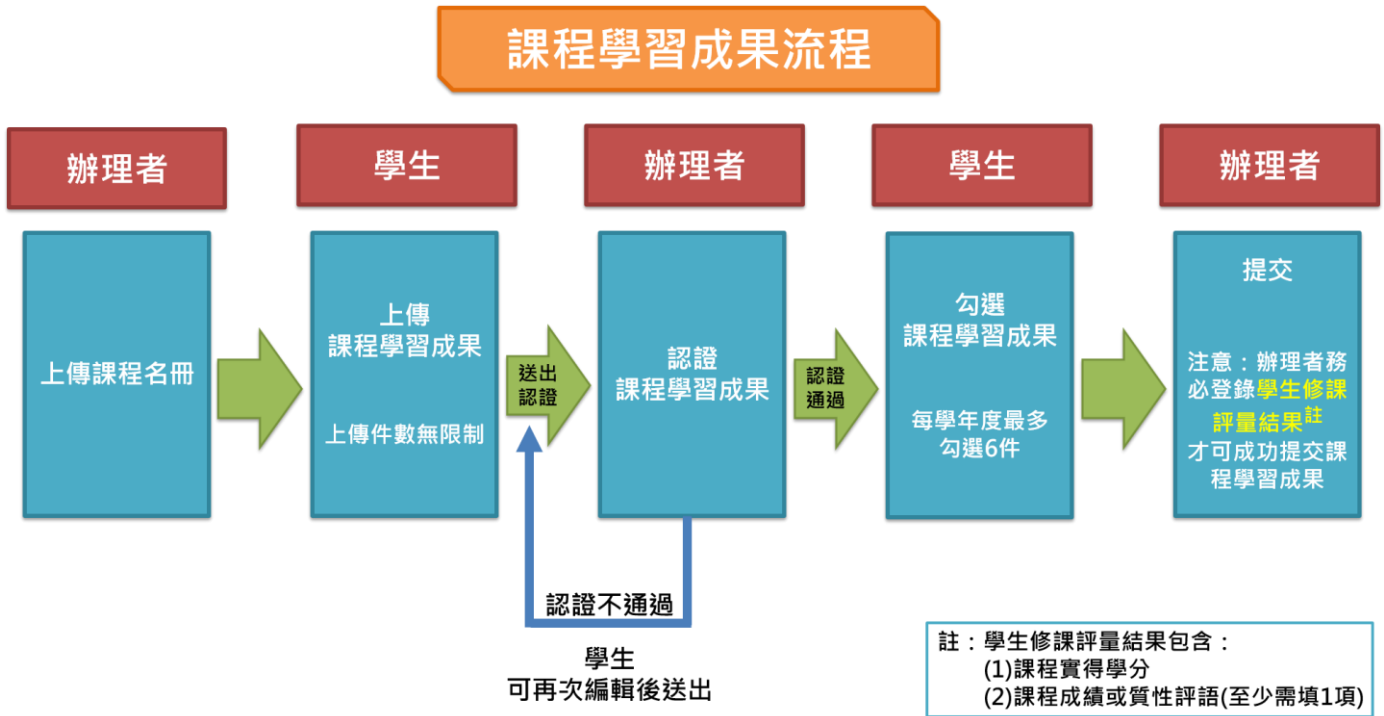 課程學習成果流程
辦理者
學生
辦理者
學生
辦理者
上傳課程名冊
上傳
課程學習成果
上傳件數無限制
送出
認證
認證
課程學習成果
認證
通過
勾選
課程學習成果
每學年度最多
勾選6件
提交
注意：辦理者務
必登錄學生修課
評量結果註
才可成功提交課
程學習成果
認證不通過
學生
可再次編輯後送出
註：學生修課評量結果包含：
(1)課程實得學分
(2)課程成績或質性評語(至少需填1項)